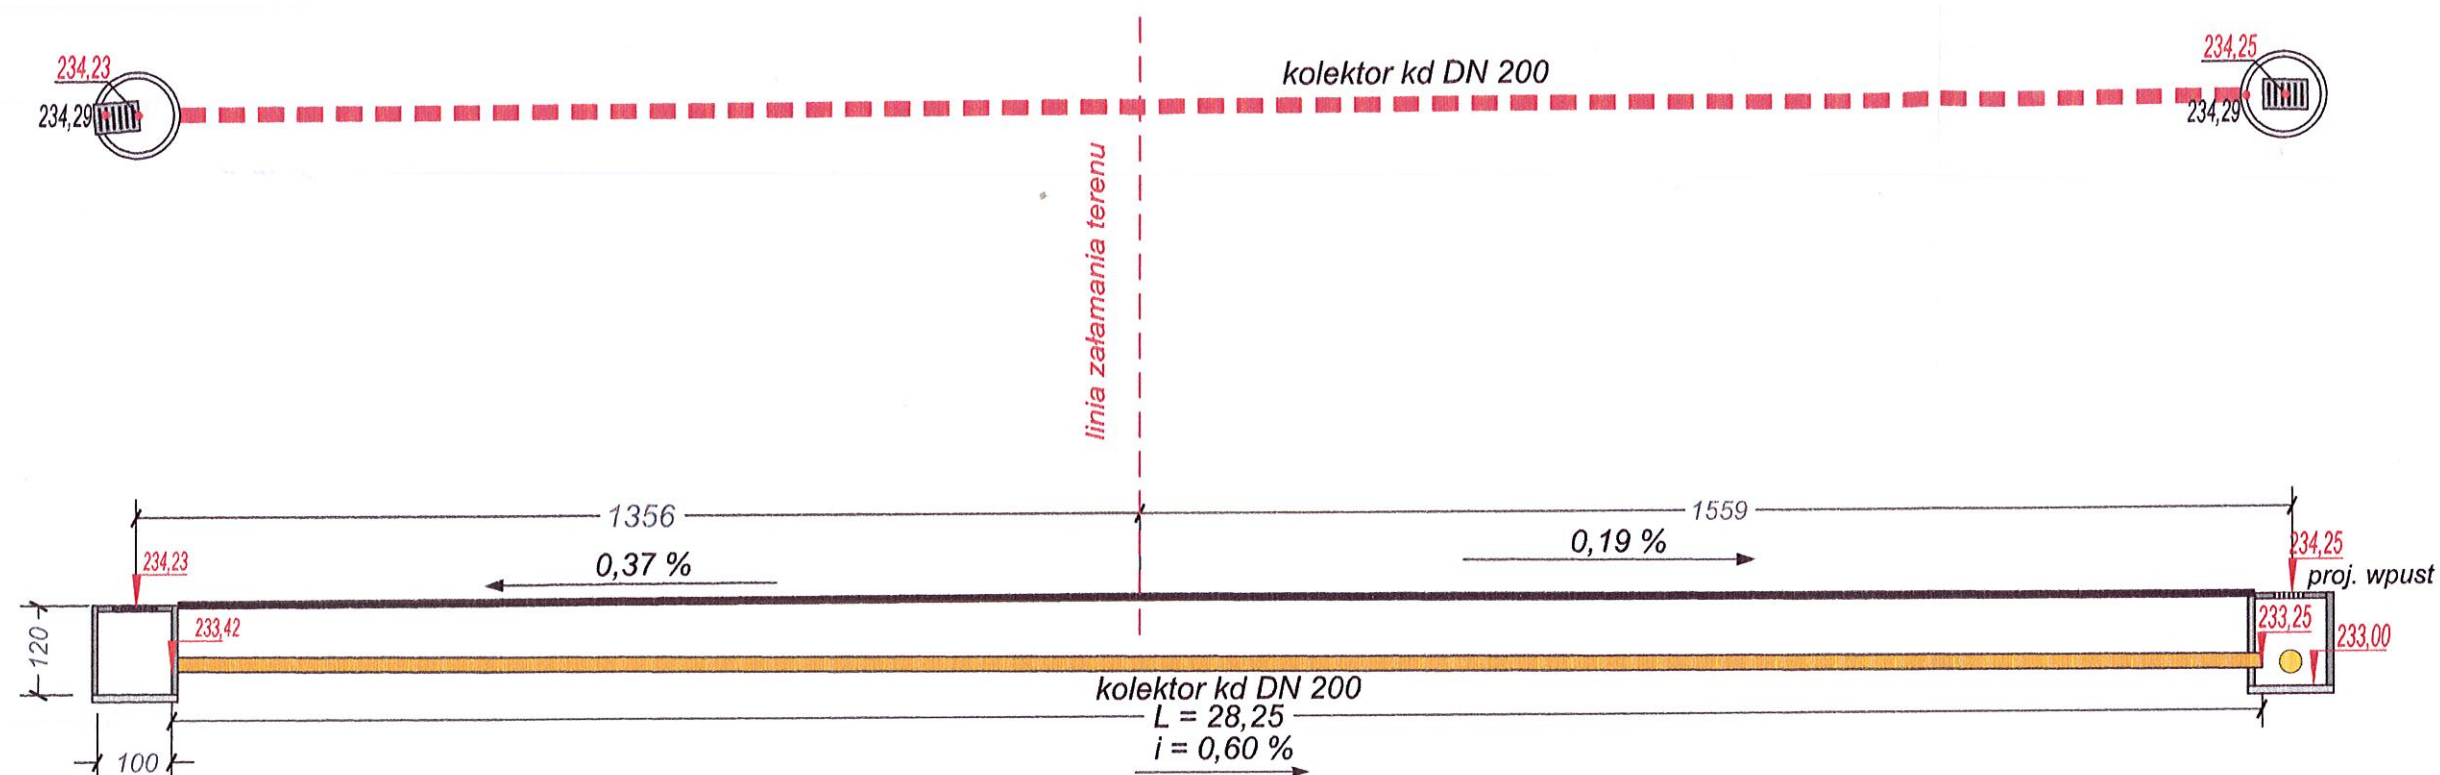 234,23
234,25
kolektor kd DN 200
234,29
234,29
linia załamania terenu
1356
1559
0,37 %
0,19 %
234,23
234,25
proj. wpust
233,42
233,25
233,00
120
kolektor kd DN 200
L = 28,25
i = 0,60 %
100